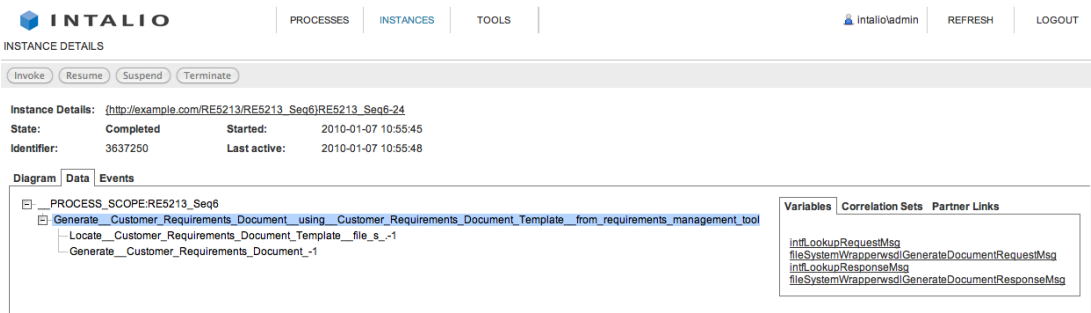 INTALIO PROCESSES INSTANCES TOOLS intalio\admin REFRESH LOGOUT
INSTANCE DETAILS
Invoke Resume Suspend Terminate
Instance Details: {http://example.com/RE5213/RE5213_Seq6}RE5213_Seq6-24
State: Completed Started: 2010-01-07 10:55:45
Identifier: 3637250 Last active: 2010-01-07 10:55:48
Diagram Data Events
__PROCESS_SCOPE:RE5213_Seq6
Generate__Customer_Requirements_Document__using__Customer_Requirements_Document_Template__from_requirements_management_tool
Locate__Customer_Requirements_Document_Template__file_s_.-1
Generate__Customer_Requirements_Document_-1
Variables Correlation Sets Partner Links
intfLookupRequestMsg
fileSystemWrapperwsdlGenerateDocumentRequestMsg
intfLookupResponseMsg
fileSystemWrapperwsdlGenerateDocumentResponseMsg